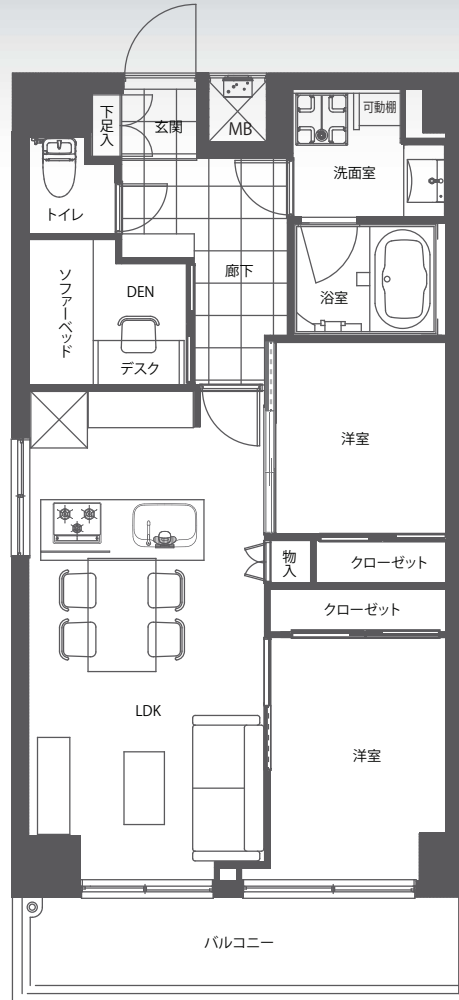 下足入
玄関
MB
可動棚
洗面室
トイレ
廊下
浴室
ソファーベッド
DEN
デスク
洋室
物入
クローゼット
クローゼット
LDK
洋室
バルコニー